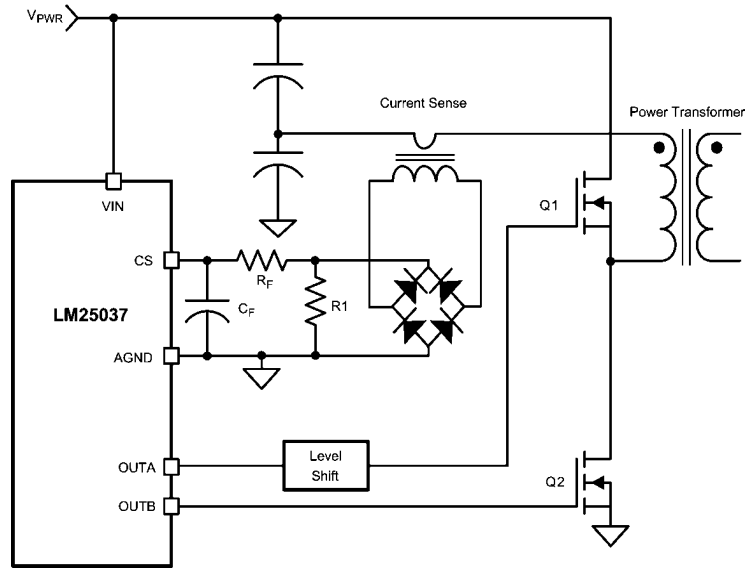 VPWR
Current Sense
Power Transformer
VIN
Q1
CS
RF
R1
CF
LM25037
AGND
OUTA
Level
Shift
Q2
OUTB